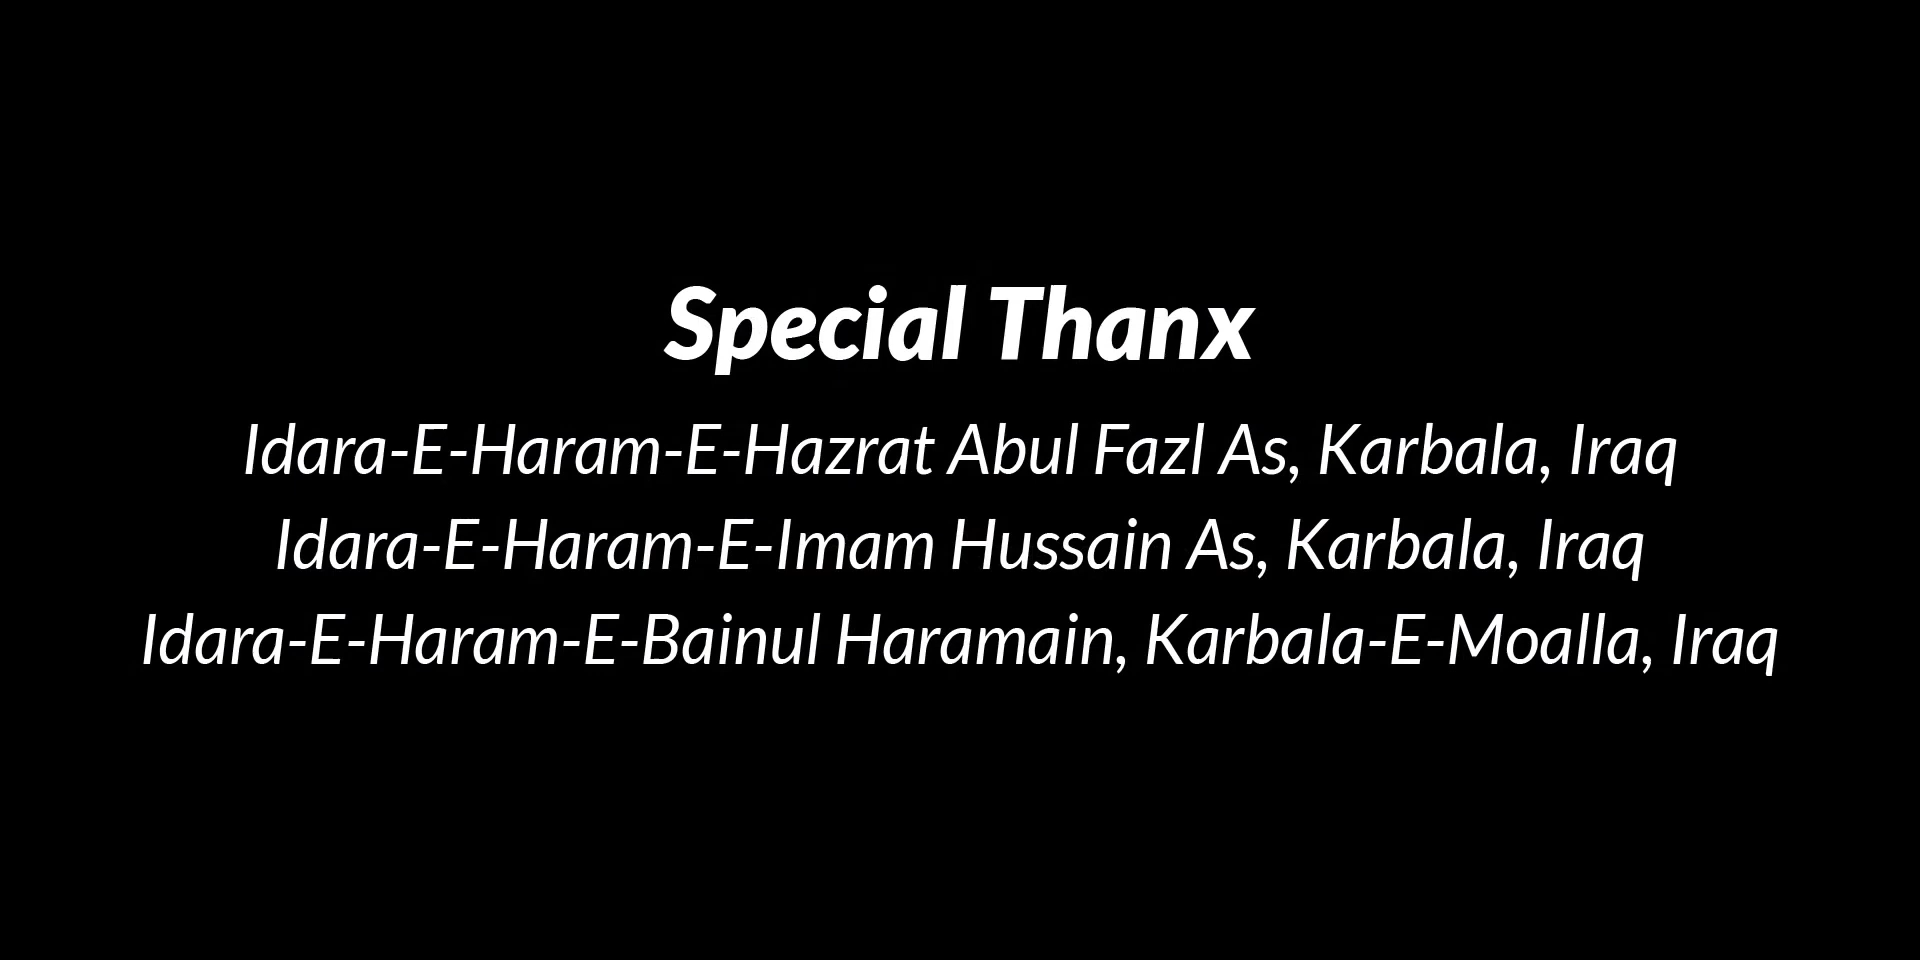 Special Thanx
Idara-E-Haram-E-Hazrat Abul Fazl As, Karbala, Iraq
Idara-E-Haram-E-Imam Hussain As, Karbala, Iraq
Idara-E-Haram-E-Bainul Haramain, Karbala-E-Moalla, Iraq